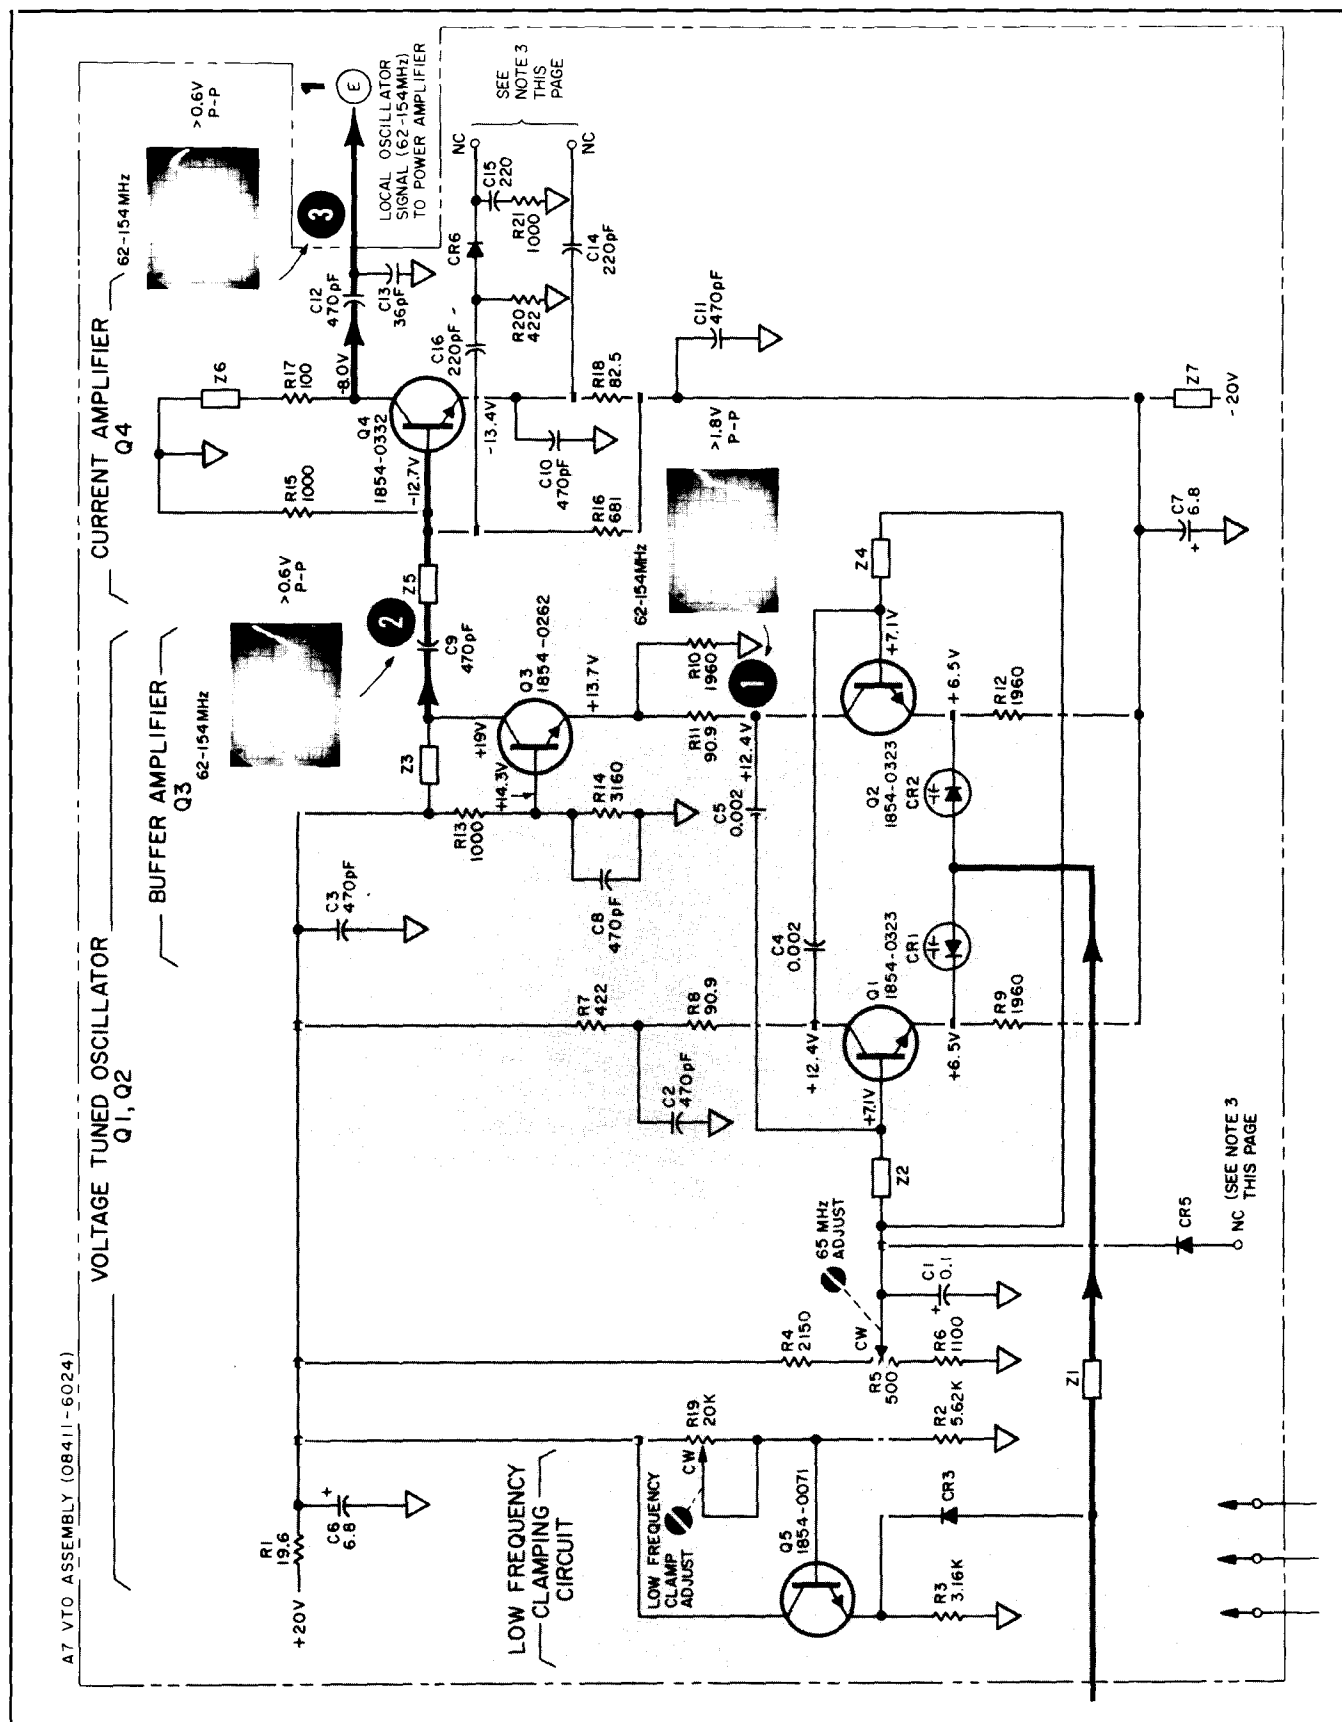 A7 VTO ASSEMBLY (08411-6024)
VOLTAGE TUNED OSCILLATOR
Q1, Q2
BUFFER AMPLIFIER
Q3
CURRENT AMPLIFIER
Q4
62-154MHz
>0.6V
P-P
62-154MHz
>0.6V
P-P
1
E
LOCAL OSCILLATOR
SIGNAL (62-154MHz)
TO POWER AMPLIFIER
3
2
SEE
NOTE 3
THIS
PAGE
NC
NC
+20V
R1
19.6
C6
6.8
+
C3
470pF
R13
1000
Z3
+19V
+14.3V
Q3
1854-0262
+13.7V
C9
470pF
Z5
R14
3160
C8
470pF
R15
1000
Z6
R17
100
-8.0V
C12
470pF
C13
36pF
Q4
1854-0332
-12.7V
-13.4V
C16
220pF
CR6
C15
220
R21
1000
R20
422
C14
220pF
C10
470pF
R18
82.5
R16
681
C11
470pF
62-154MHz
>1.8V
P-P
1
R10
1960
R11
90.9
+12.4V
C5
0.002
C4
0.002
R7
422
R8
90.9
C2
470pF
+12.4V
Q1
1854-0323
+7.1V
+6.5V
R9
1960
CR1
CR2
Q2
1854-0323
+7.1V
+6.5V
R12
1960
Z4
Z7
-20V
C7
6.8
+
Z2
65 MHz
ADJUST
CW
R4
2150
R5
500
R6
1100
C1
0.1
+
CR5
NC (SEE NOTE 3
THIS PAGE
LOW FREQUENCY
CLAMPING
CIRCUIT
LOW FREQUENCY
CLAMP
ADJUST
CW
R19
20K
R2
5.62K
Q5
1854-0071
CR3
R3
3.16K
Z1